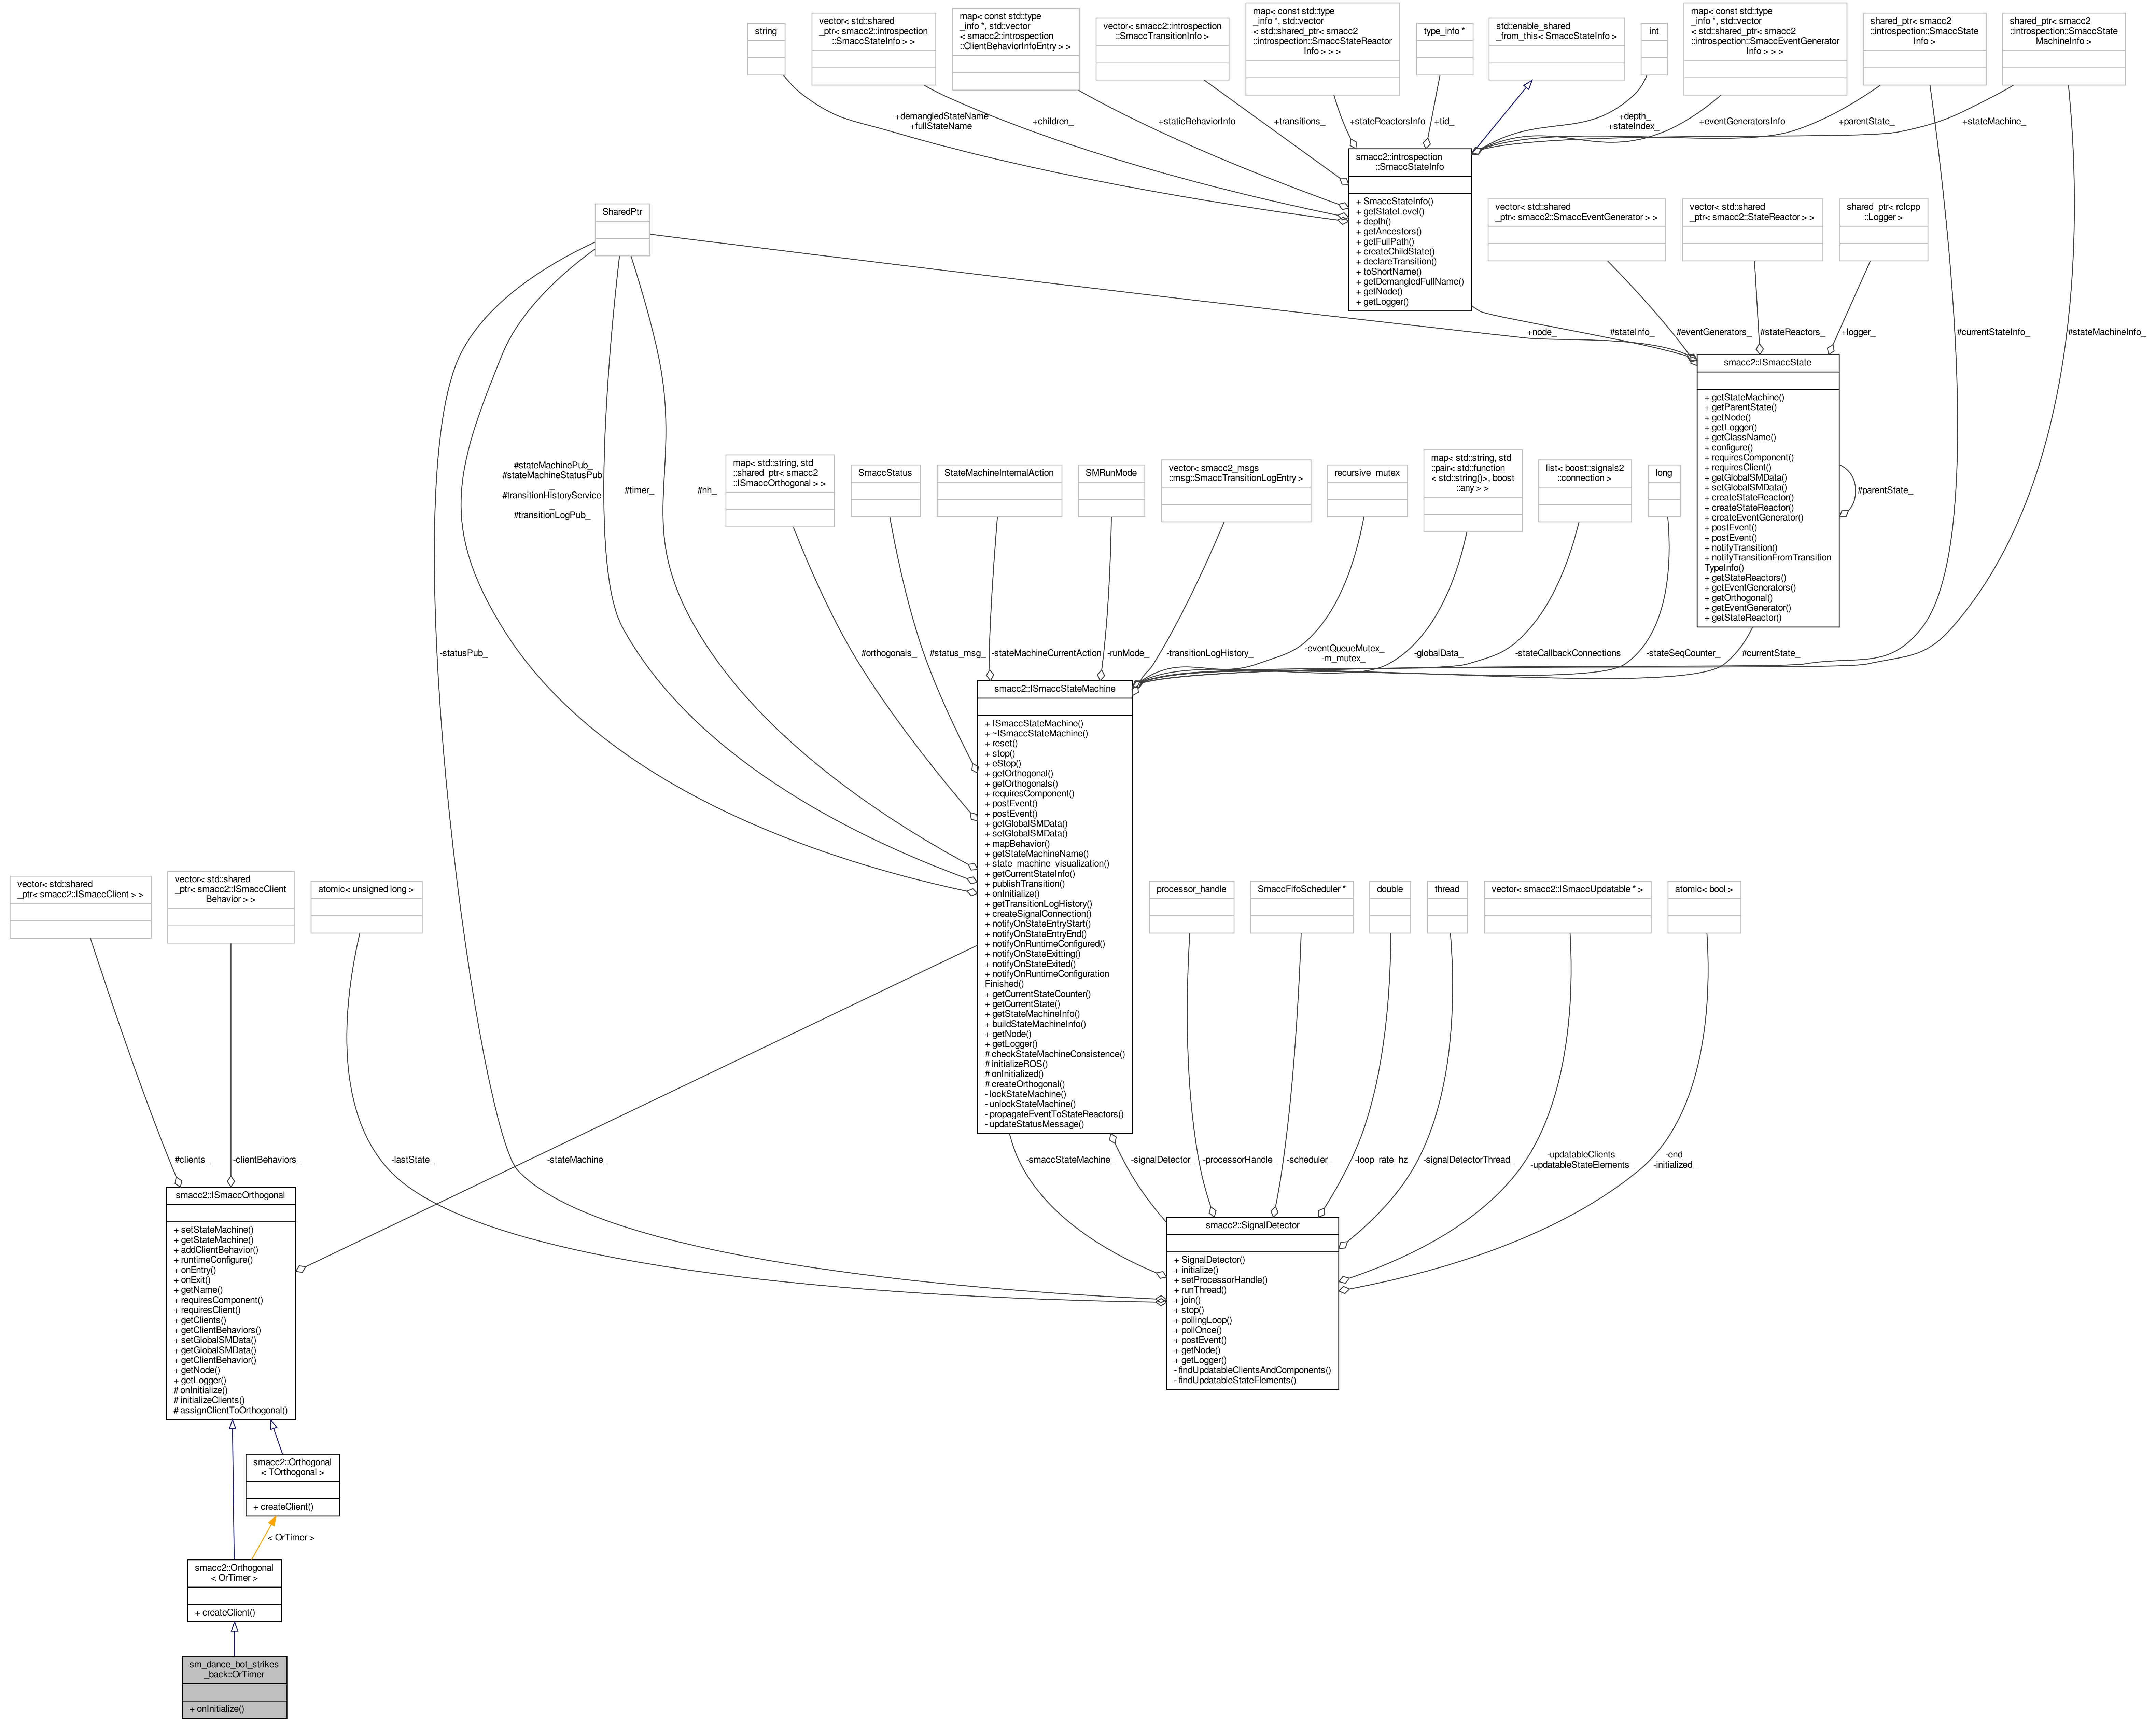 string
vector< std::shared
_ptr< smacc2::introspection
::SmaccStateInfo > >
map< const std::type
_info *, std::vector
< smacc2::introspection
::ClientBehaviorInfoEntry > >
vector< smacc2::introspection
::SmaccTransitionInfo >
map< const std::type
_info *, std::vector
< std::shared_ptr< smacc2
::introspection::SmaccStateReactor
Info > > >
type_info *
std::enable_shared
_from_this< SmaccStateInfo >
int
map< const std::type
_info *, std::vector
< std::shared_ptr< smacc2
::introspection::SmaccEventGenerator
Info > > >
shared_ptr< smacc2
::introspection::SmaccState
Info >
shared_ptr< smacc2
::introspection::SmaccState
MachineInfo >
+demangledStateName
+fullStateName
+children_
+staticBehaviorInfo
+transitions_
+stateReactorsInfo
+tid_
+depth_
+stateIndex_
+eventGeneratorsInfo
+parentState_
+stateMachine_
smacc2::introspection
::SmaccStateInfo
+ SmaccStateInfo()
+ getStateLevel()
+ depth()
+ getAncestors()
+ getFullPath()
+ createChildState()
+ declareTransition()
+ toShortName()
+ getDemangledFullName()
+ getNode()
+ getLogger()
SharedPtr
vector< std::shared
_ptr< smacc2::SmaccEventGenerator > >
vector< std::shared
_ptr< smacc2::StateReactor > >
shared_ptr< rclcpp
::Logger >
+node_
#stateInfo_
#eventGenerators_
#stateReactors_
+logger_
#currentStateInfo_
#stateMachineInfo_
smacc2::ISmaccState
+ getStateMachine()
+ getParentState()
+ getNode()
+ getLogger()
+ getClassName()
+ configure()
+ requiresComponent()
+ requiresClient()
+ getGlobalSMData()
+ setGlobalSMData()
+ createStateReactor()
+ createStateReactor()
+ createEventGenerator()
+ postEvent()
+ postEvent()
+ notifyTransition()
+ notifyTransitionFromTransition
TypeInfo()
+ getStateReactors()
+ getEventGenerators()
+ getOrthogonal()
+ getEventGenerator()
+ getStateReactor()
#parentState_
#stateMachinePub_
#stateMachineStatusPub
_
#transitionHistoryService
_
#transitionLogPub_
#timer_
#nh_
map< std::string, std
::shared_ptr< smacc2
::ISmaccOrthogonal > >
SmaccStatus
StateMachineInternalAction
SMRunMode
vector< smacc2_msgs
::msg::SmaccTransitionLogEntry >
recursive_mutex
map< std::string, std
::pair< std::function
< std::string()>, boost
::any > >
list< boost::signals2
::connection >
long
-statusPub_
#orthogonals_
#status_msg_
-stateMachineCurrentAction
-runMode_
-transitionLogHistory_
-eventQueueMutex_
-m_mutex_
-globalData_
-stateCallbackConnections
-stateSeqCounter_
#currentState_
smacc2::ISmaccStateMachine
+ ISmaccStateMachine()
+ ~ISmaccStateMachine()
+ reset()
+ stop()
+ eStop()
+ getOrthogonal()
+ getOrthogonals()
+ requiresComponent()
+ postEvent()
+ postEvent()
+ getGlobalSMData()
+ setGlobalSMData()
+ mapBehavior()
+ getStateMachineName()
+ state_machine_visualization()
+ getCurrentStateInfo()
+ publishTransition()
+ onInitialize()
+ getTransitionLogHistory()
+ createSignalConnection()
+ notifyOnStateEntryStart()
+ notifyOnStateEntryEnd()
+ notifyOnRuntimeConfigured()
+ notifyOnStateExitting()
+ notifyOnStateExited()
+ notifyOnRuntimeConfiguration
Finished()
+ getCurrentStateCounter()
+ getCurrentState()
+ getStateMachineInfo()
+ buildStateMachineInfo()
+ getNode()
+ getLogger()
# checkStateMachineConsistence()
# initializeROS()
# onInitialized()
# createOrthogonal()
- lockStateMachine()
- unlockStateMachine()
- propagateEventToStateReactors()
- updateStatusMessage()
vector< std::shared
_ptr< smacc2::ISmaccClient > >
vector< std::shared
_ptr< smacc2::ISmaccClient
Behavior > >
atomic< unsigned long >
processor_handle
SmaccFifoScheduler *
double
thread
vector< smacc2::ISmaccUpdatable * >
atomic< bool >
#clients_
-clientBehaviors_
-lastState_
-stateMachine_
-smaccStateMachine_
-signalDetector_
-processorHandle_
-scheduler_
-loop_rate_hz
-signalDetectorThread_
-updatableClients_
-updatableStateElements_
-end_
-initialized_
smacc2::ISmaccOrthogonal
+ setStateMachine()
+ getStateMachine()
+ addClientBehavior()
+ runtimeConfigure()
+ onEntry()
+ onExit()
+ getName()
+ requiresComponent()
+ requiresClient()
+ getClients()
+ getClientBehaviors()
+ setGlobalSMData()
+ getGlobalSMData()
+ getClientBehavior()
+ getNode()
+ getLogger()
# onInitialize()
# initializeClients()
# assignClientToOrthogonal()
smacc2::SignalDetector
+ SignalDetector()
+ initialize()
+ setProcessorHandle()
+ runThread()
+ join()
+ stop()
+ pollingLoop()
+ pollOnce()
+ postEvent()
+ getNode()
+ getLogger()
- findUpdatableClientsAndComponents()
- findUpdatableStateElements()
smacc2::Orthogonal
< TOrthogonal >
+ createClient()
< OrTimer >
smacc2::Orthogonal
< OrTimer >
+ createClient()
sm_dance_bot_strikes
_back::OrTimer
+ onInitialize()